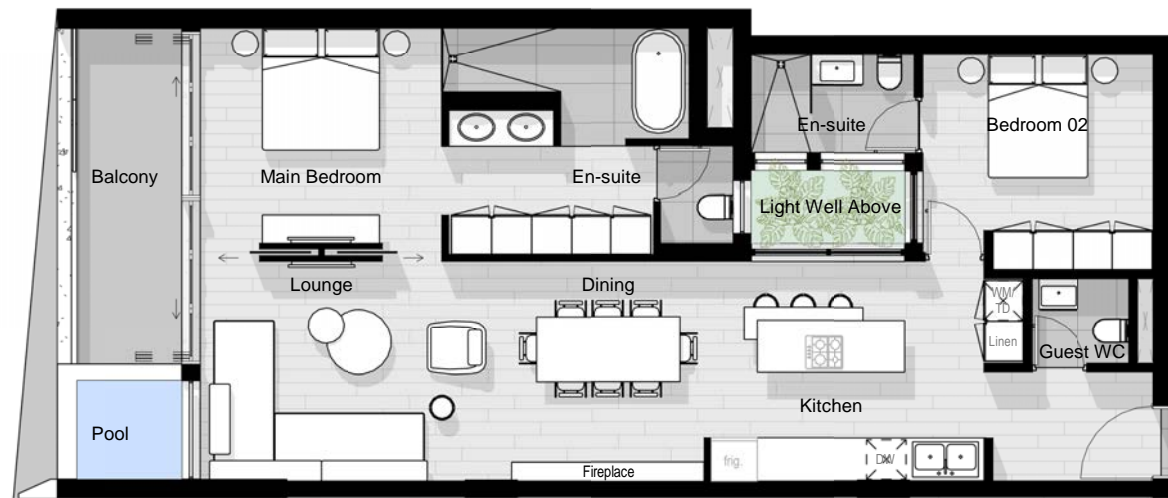 En-suite
Bedroom 02
Balcony
Main Bedroom
En-suite
Light Well Above
Lounge
Dining
WM/
TD
Linen
Guest WC
Kitchen
Pool
Fireplace
frig.
DW